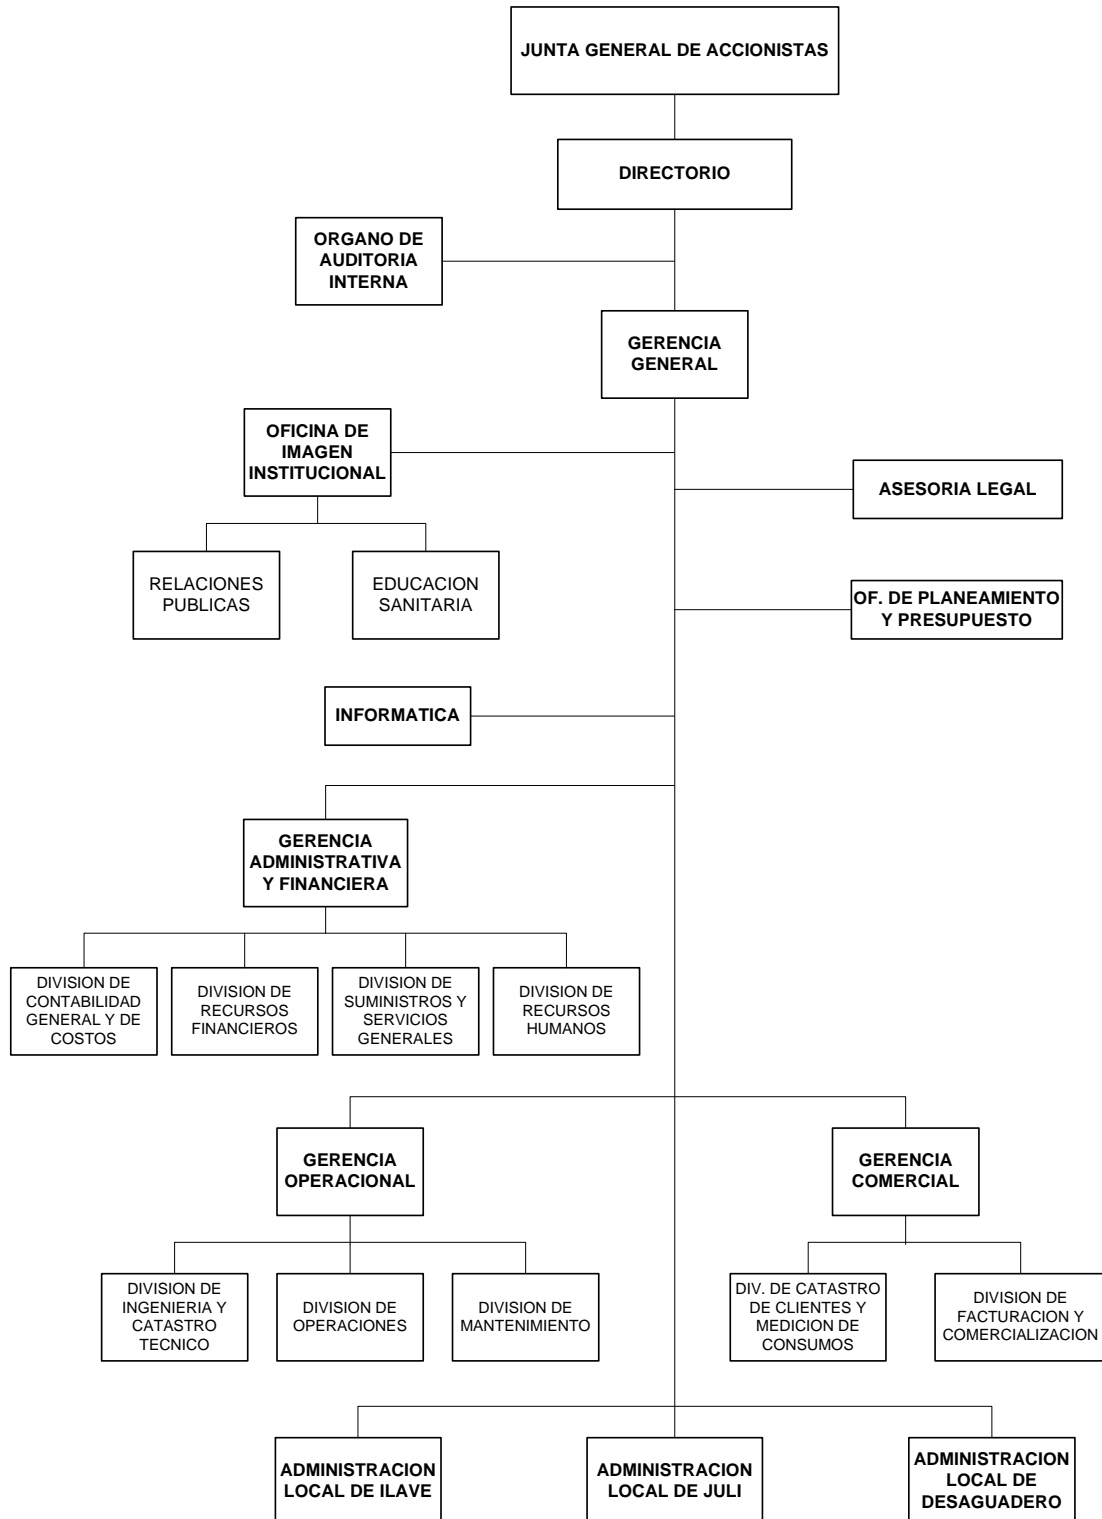 JUNTA GENERAL DE ACCIONISTAS
DIRECTORIO
ORGANO DE
AUDITORIA
INTERNA
GERENCIA
GENERAL
OFICINA DE
IMAGEN
INSTITUCIONAL
ASESORIA LEGAL
RELACIONES
PUBLICAS
EDUCACION
SANITARIA
OF. DE PLANEAMIENTO
Y PRESUPUESTO
INFORMATICA
GERENCIA
ADMINISTRATIVA
Y FINANCIERA
DIVISION DE
CONTABILIDAD
GENERAL Y DE
COSTOS
DIVISION DE
RECURSOS
FINANCIEROS
DIVISION DE
SUMINISTROS Y
SERVICIOS
GENERALES
DIVISION DE
RECURSOS
HUMANOS
GERENCIA
OPERACIONAL
GERENCIA
COMERCIAL
DIVISION DE
INGENIERIA Y
CATASTRO
TECNICO
DIVISION DE
OPERACIONES
DIVISION DE
MANTENIMIENTO
DIV. DE CATASTRO
DE CLIENTES Y
MEDICION DE
CONSUMOS
DIVISION DE
FACTURACION Y
COMERCIALIZACION
ADMINISTRACION
LOCAL DE ILAVE
ADMINISTRACION
LOCAL DE JULI
ADMINISTRACION
LOCAL DE
DESAGUADERO